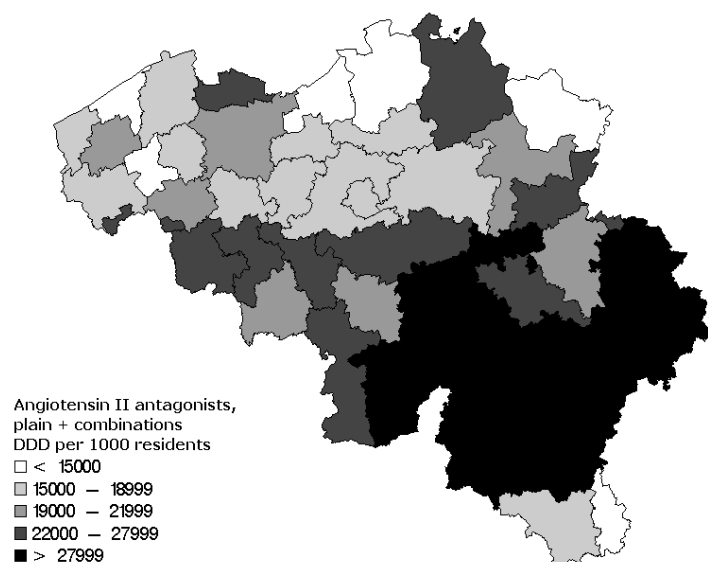 Angiotensin II antagonists,
plain + combinations
DDD per 1000 residents
< 15000
15000 – 18999
19000 – 21999
22000 – 27999
> 27999